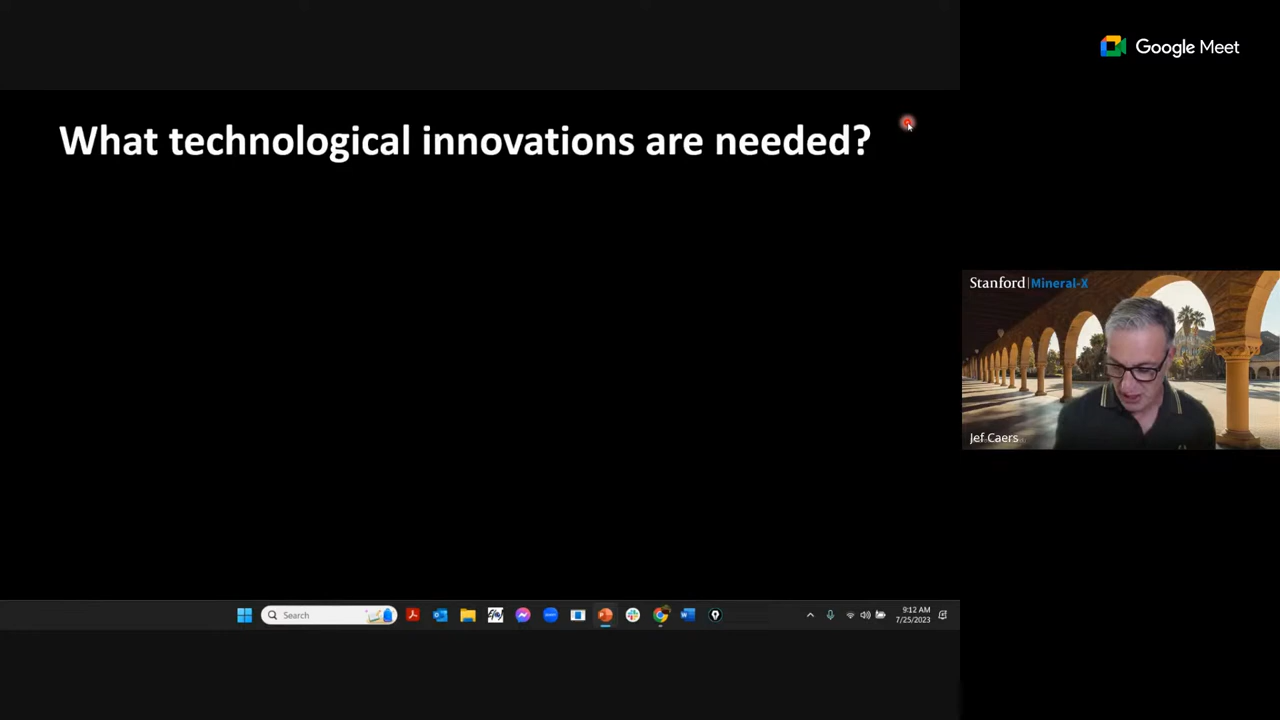 Google Meet
What technological innovations are needed?
Stanford | Mineral-X
Jef Caers
Search
9:12 AM
7/25/2023